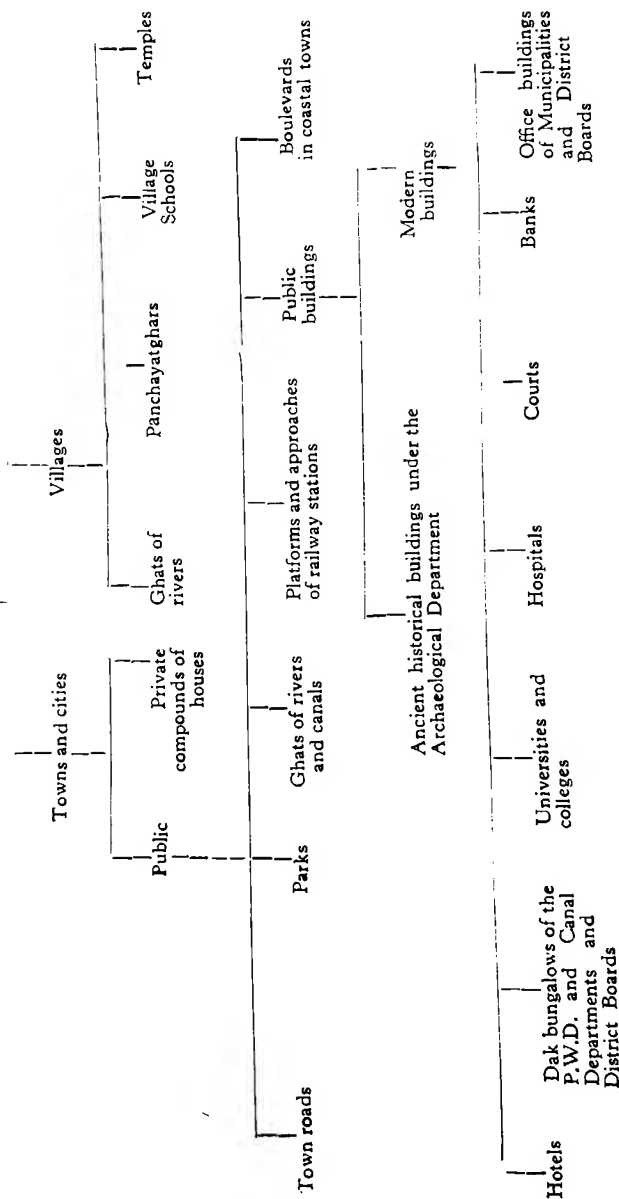 Towns and cities
Villages
Public
Private
compounds of
houses
Ghats of
rivers
Panchayatghars
Village
Schools
Temples
Town roads
Parks
Ghats of rivers
and canals
Platforms and approaches
of railway stations
Public
buildings
Boulevards
in coastal towns
Ancient historical buildings under the
Archaeological Department
Modern
buildings
Hotels
Dak bungalows of the
P.W.D. and Canal
Departments and
District Boards
Universities and
colleges
Hospitals
Courts
Banks
Office buildings
of Municipalities
and District
Boards